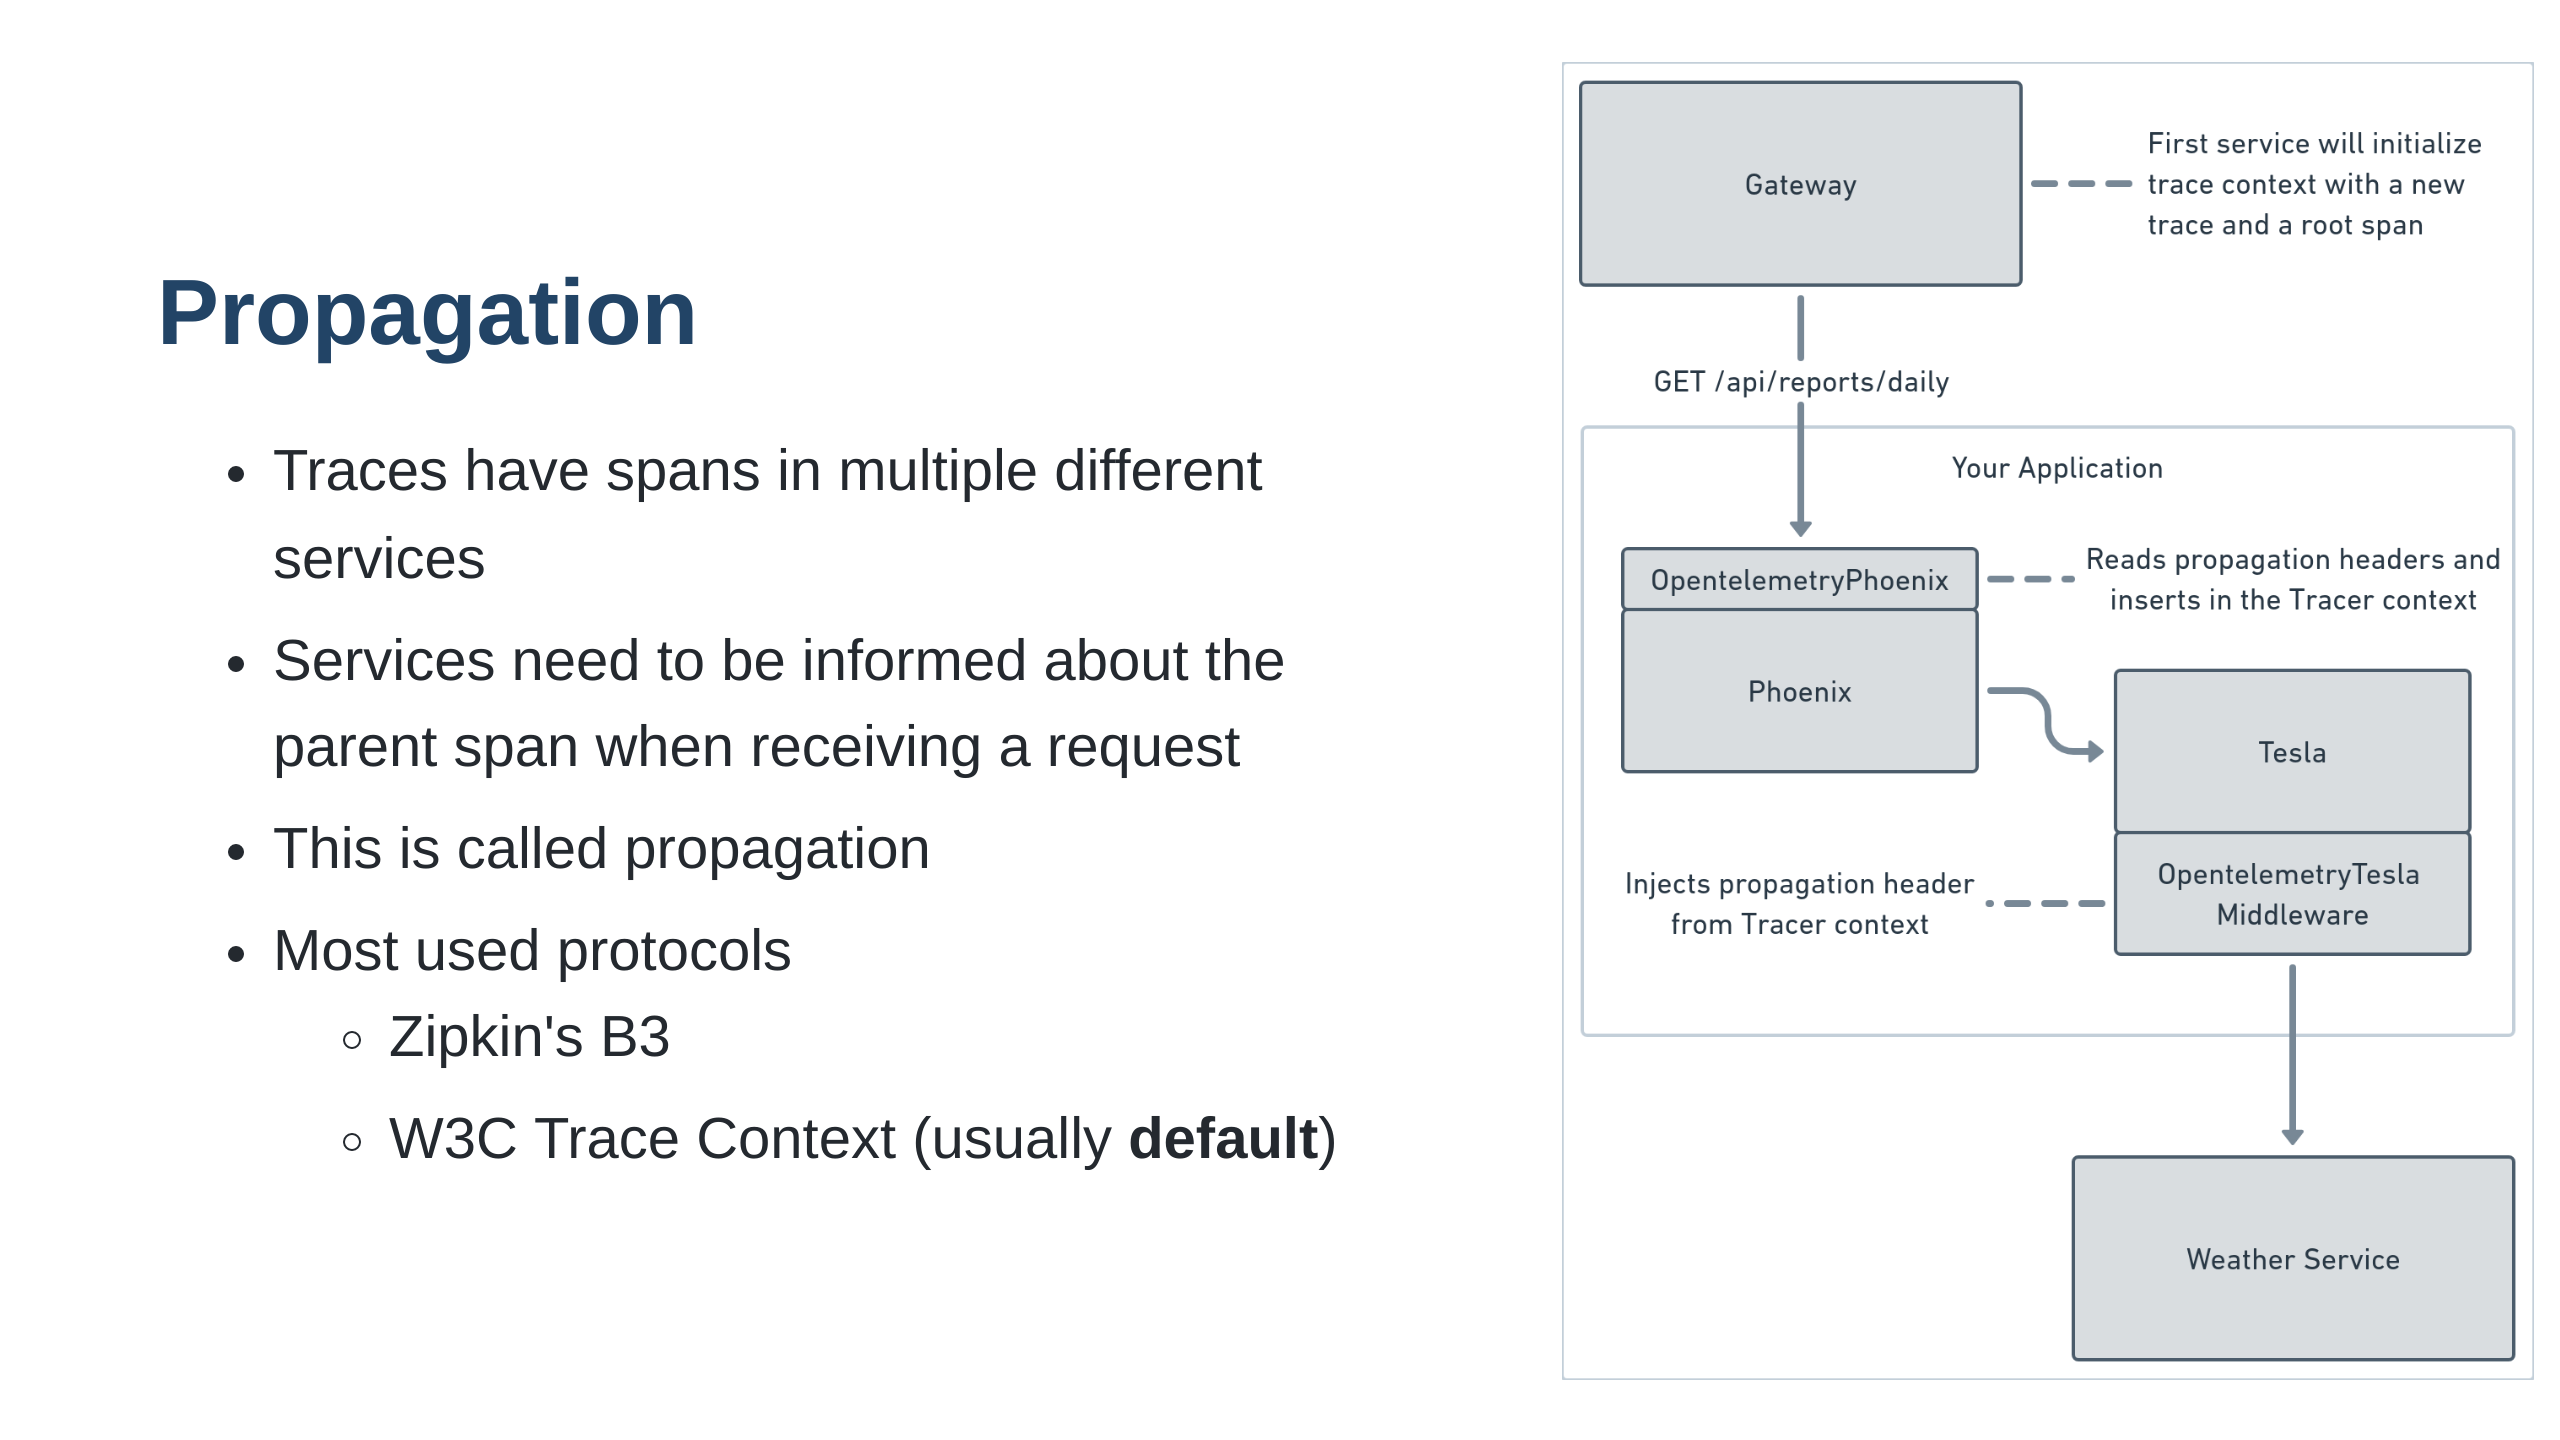 Propagation
Traces have spans in multiple different
services
Services need to be informed about the
parent span when receiving a request
This is called propagation
Most used protocols
Zipkin's B3
W3C Trace Context (usually default)
Gateway
First service will initialize
trace context with a new
trace and a root span
GET /api/reports/daily
Your Application
OpentelemetryPhoenix
Reads propagation headers and
inserts in the Tracer context
Phoenix
Tesla
OpentelemetryTesla
Middleware
Injects propagation header
from Tracer context
Weather Service